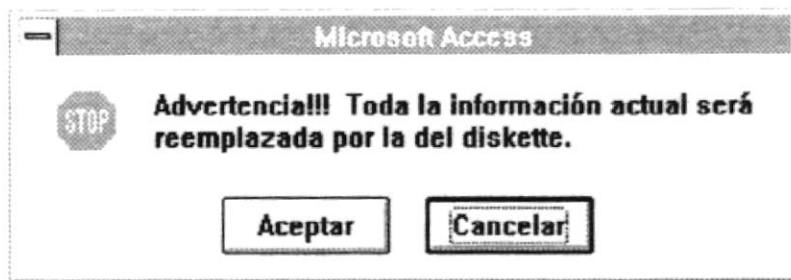 Microsoft Access
STOP
Advertencia!!! Toda la información actual será
reemplazada por la del diskette.
Aceptar Cancelar